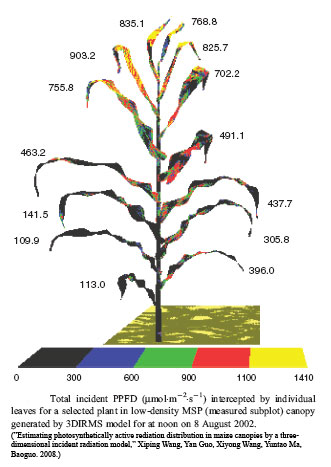 835.1
768.8
903.2
825.7
702.2
755.8
491.1
463.2
437.7
141.5
305.8
109.9
396.0
113.0
0 300 600 900 1100 1410
Total incident PPFD (μmol·m−2·s−1) intercepted by individual
leaves for a selected plant in low-density MSP (measured subplot) canopy
generated by 3DIRMS model for at noon on 8 August 2002.
("Estimating photosynthetically active rediation distribution in maize canopies by a three-
dimensional incident radiation model," Xiping Wang, Yan Guo, Xiyong Wang, Yuntao Ma,
Baoguo. 2008.)